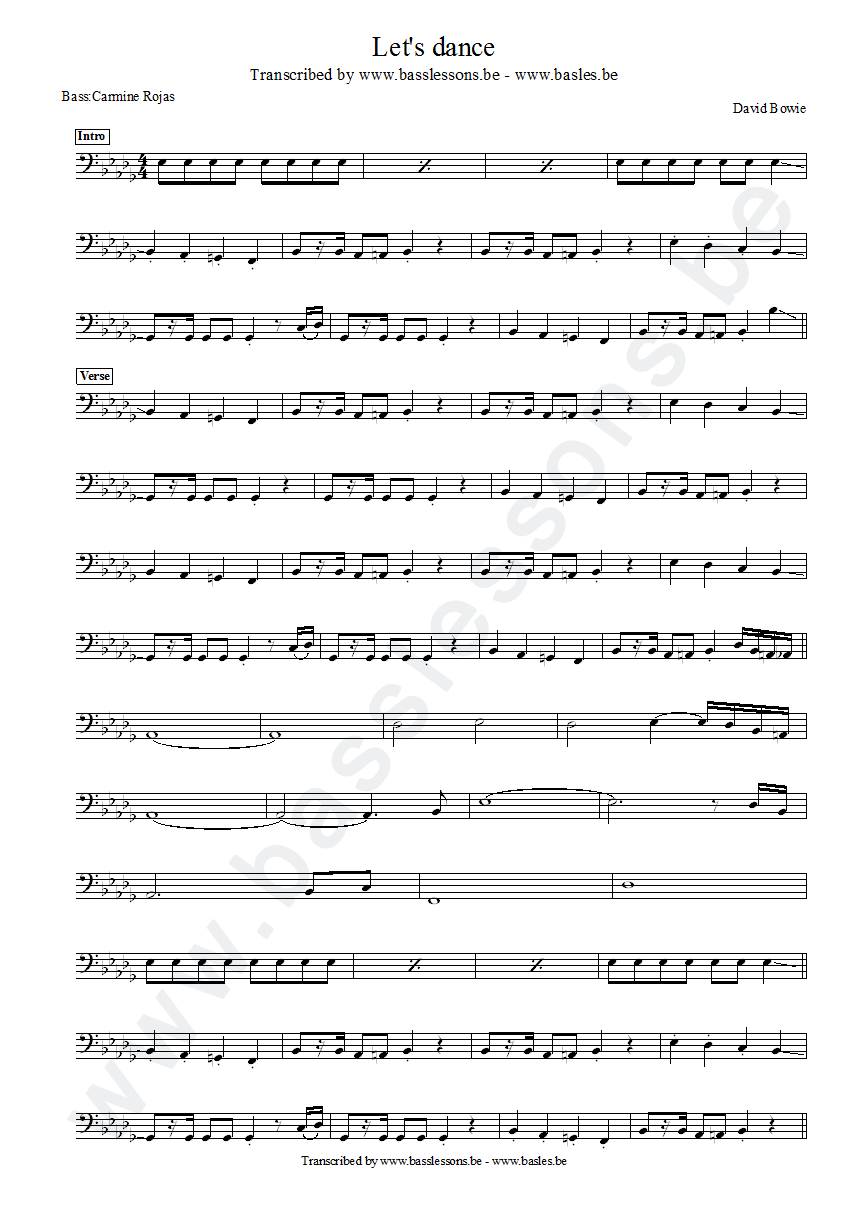 Let's dance
Transcribed by www.basslessons.be - www.basles.be
Bass:Carmine Rojas
David Bowie
Intro
4
4
Verse
www.basslessons.be
Transcribed by www.basslessons.be - www.basles.be